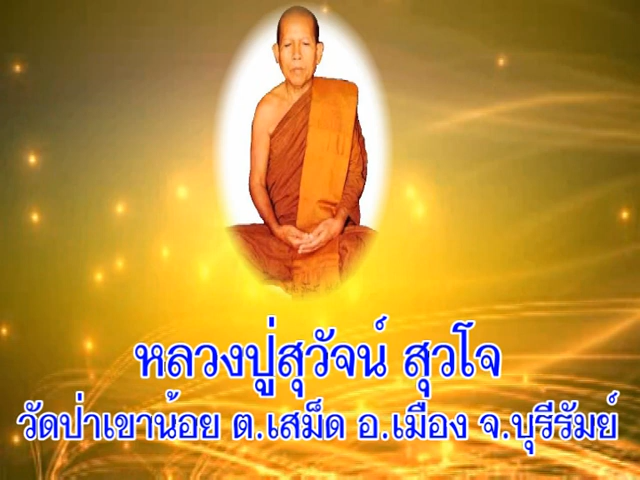 หลวงปู่สุวัจน์ สุวโจ
วัดป่าเขาน้อย ต.เสม็ด อ.เมือง จ.บุรีรัมย์